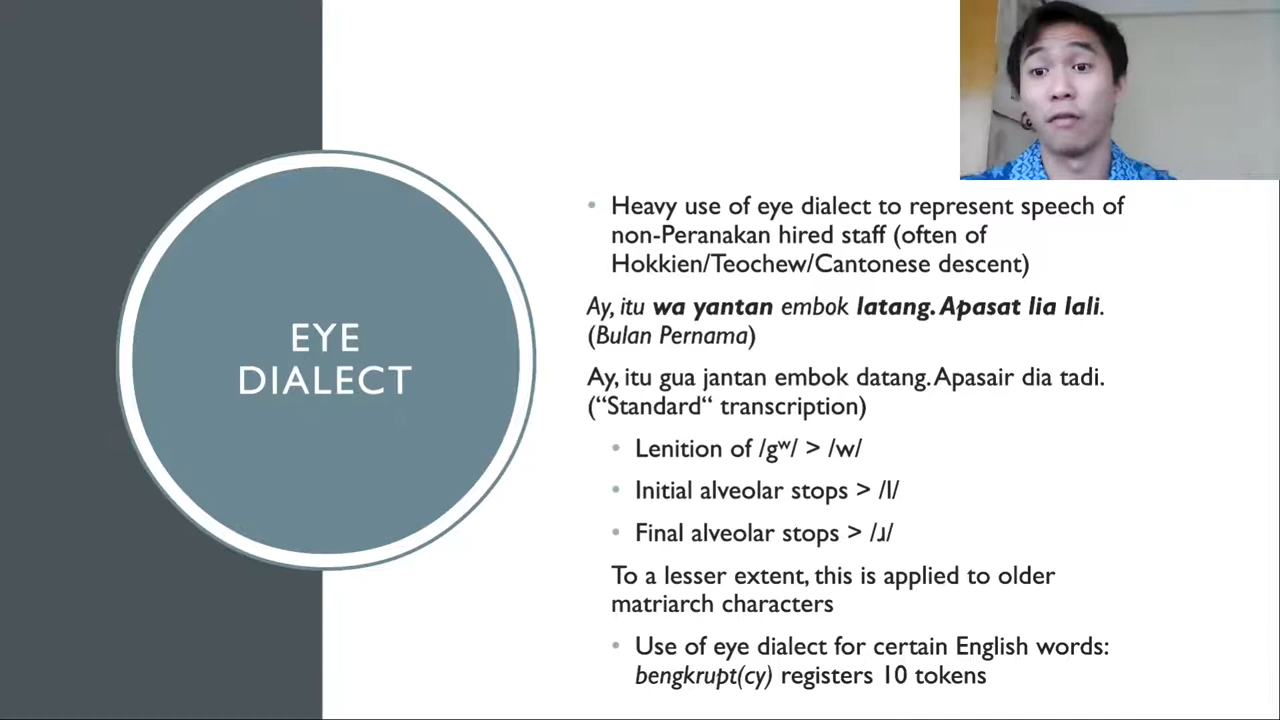 EYE
DIALECT
Heavy use of eye dialect to represent speech of
non-Peranakan hired staff (often of
Hokkien/Teochew/Cantonese descent)
Ay, itu wa yantan embok latang. Apasat lia lali.
(Bulan Pernama)
Ay, itu gua jantan embok datang. Apasair dia tadi.
(“Standard“ transcription)
Lenition of /gʷ/ > /w/
Initial alveolar stops > /l/
Final alveolar stops > /ɹ/
To a lesser extent, this is applied to older
matriarch characters
Use of eye dialect for certain English words:
bengkrupt(cy) registers 10 tokens